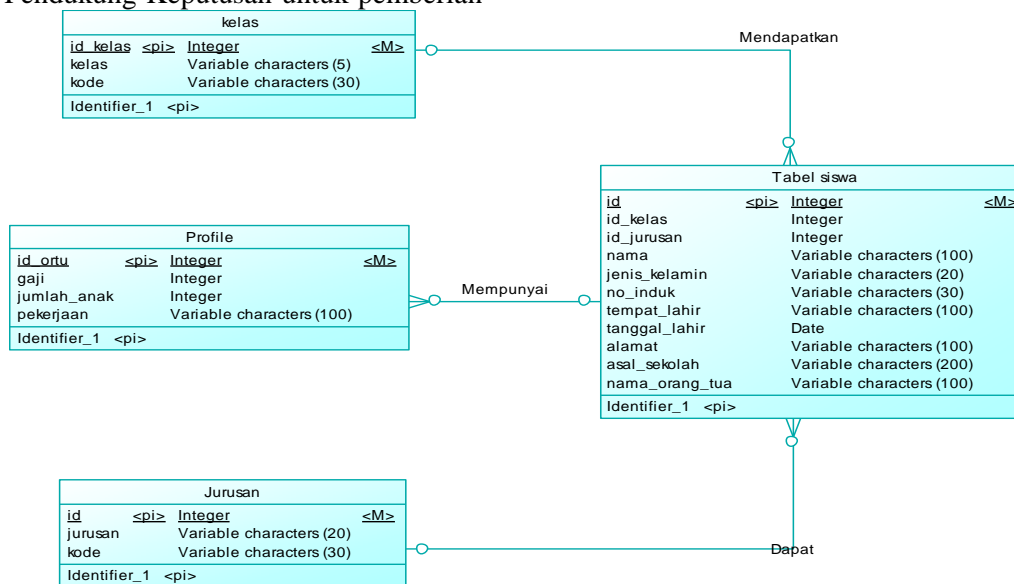 Pendukung Keputusan untuk pemberian
kelas
id_kelas <pi> Integer <M>
kelas Variable characters (5)
kode Variable characters (30)
Identifier_1 <pi>
Mendapatkan
Tabel siswa
id <pi> Integer <M>
id_kelas Integer
id_jurusan Integer
nama Variable characters (100)
jenis_kelamin Variable characters (20)
no_induk Variable characters (30)
tempat_lahir Variable characters (100)
tanggal_lahir Date
alamat Variable characters (100)
asal_sekolah Variable characters (200)
nama_orang_tua Variable characters (100)
Identifier_1 <pi>
Profile
id_ortu <pi> Integer <M>
gaji Integer
jumlah_anak Integer
pekerjaan Variable characters (100)
Identifier_1 <pi>
Mempunyai
Jurusan
id <pi> Integer <M>
jurusan Variable characters (20)
kode Variable characters (30)
Identifier_1 <pi>
Dapat